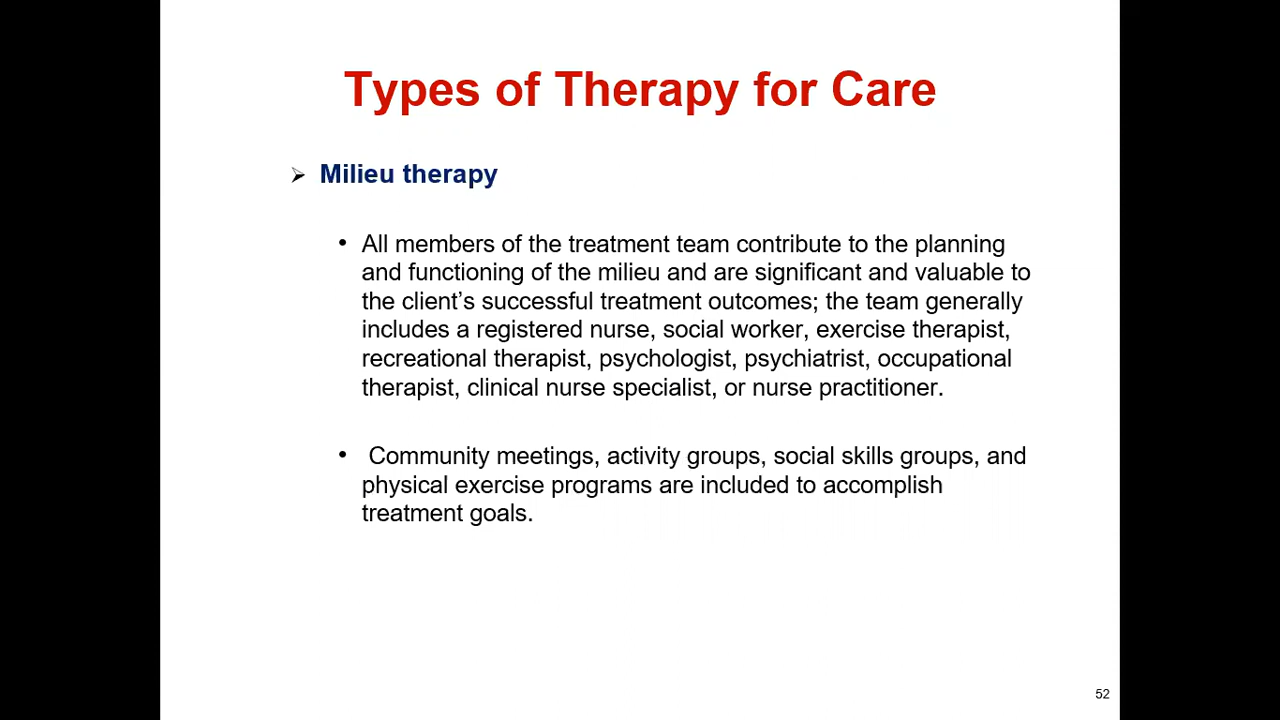 Types of Therapy for Care
➢ Milieu therapy
• All members of the treatment team contribute to the planning
and functioning of the milieu and are significant and valuable to
the client’s successful treatment outcomes; the team generally
includes a registered nurse, social worker, exercise therapist,
recreational therapist, psychologist, psychiatrist, occupational
therapist, clinical nurse specialist, or nurse practitioner.
• Community meetings, activity groups, social skills groups, and
physical exercise programs are included to accomplish
treatment goals.
52